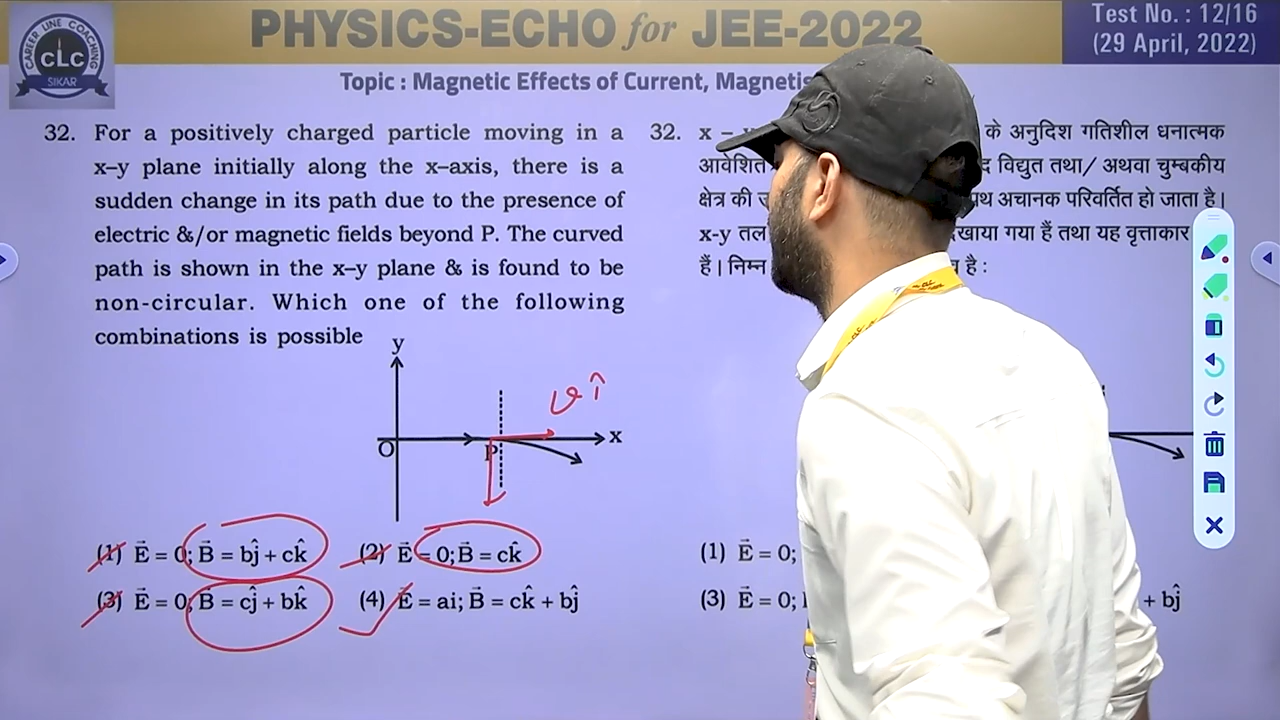 CAREER LINE COACHING
CLC
SIKAR
PHYSICS-ECHO for JEE-2022
Test No. : 12/16
(29 April, 2022)
Topic : Magnetic Effects of Current,
32. For a positively charged particle moving in a
x–y plane initially along the x–axis, there is a
sudden change in its path due to the presence of
electric &/or magnetic fields beyond P. The curved
path is shown in the x–y plane & is found to be
non-circular. Which one of the following
combinations is possible
y
v î
O
P
x
(1) E⃗ = 0; B⃗ = bĵ + ck̂
(2) E⃗ = 0; B⃗ = ck̂
(3) E⃗ = 0; B⃗ = cĵ + bk̂
(4) E⃗ = ai; B⃗ = ck̂ + bĵ
32. x –
के अनुदिश गतिशील धनात्मक
आवेशित
विद्युत तथा/ अथवा चुम्बकीय
क्षेत्र की
अचानक परिवर्तित हो जाता है।
x-y तल
गया हैं तथा यह वृत्ताकार
हैं। निम्न
है :
(1) E⃗ = 0;
(3) E⃗ = 0;
+ bĵ